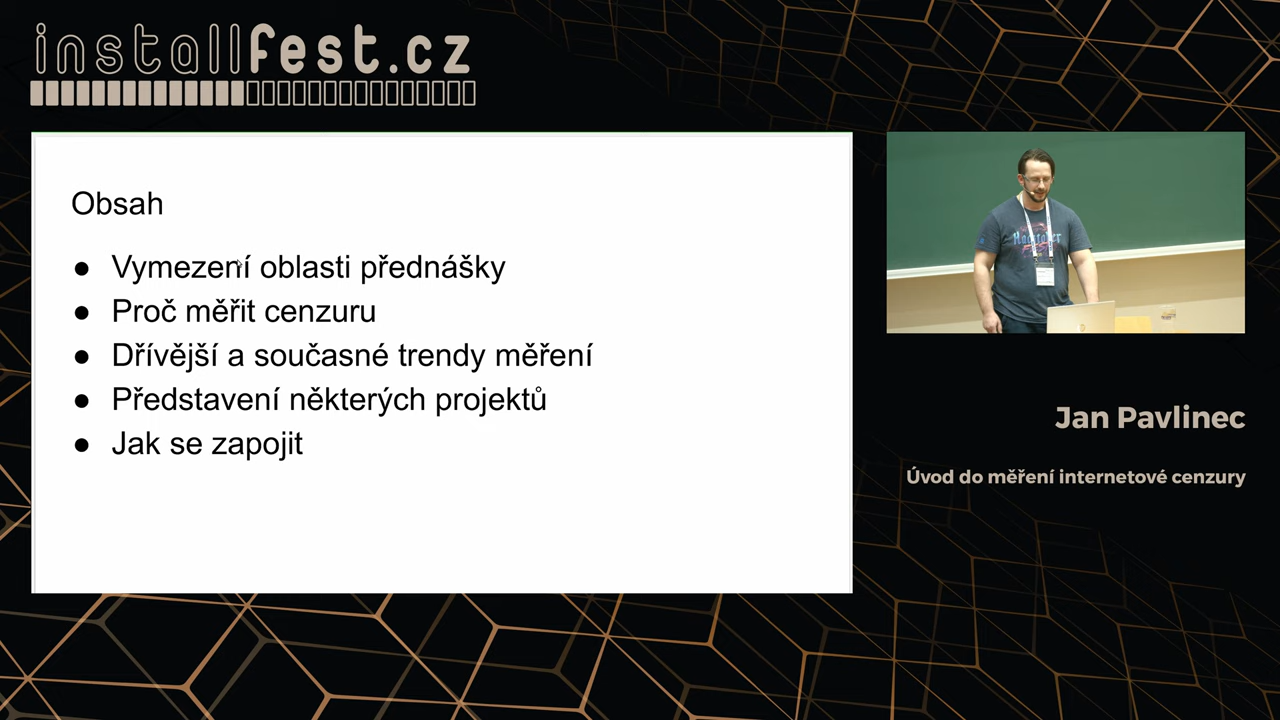 installfest.cz
Obsah
● Vymezení oblasti přednášky
● Proč měřit cenzuru
● Dřívější a současné trendy měření
● Představení některých projektů
● Jak se zapojit
Jan Pavlinec
Úvod do měření internetové cenzury